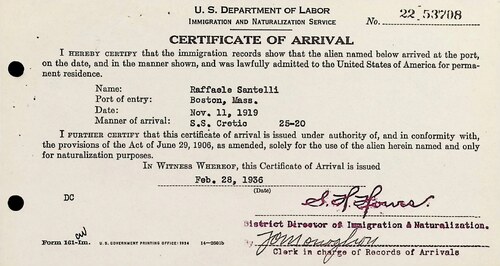 U. S. DEPARTMENT OF LABOR
IMMIGRATION AND NATURALIZATION SERVICE
No. 22 53708
CERTIFICATE OF ARRIVAL
I HEREBY CERTIFY that the immigration records show that the alien named below arrived at the port,
on the date, and in the manner shown, and was lawfully admitted to the United States of America for perma-
nent residence.
Name: Raffaele Santelli
Port of entry: Boston, Mass.
Date: Nov. 11, 1919
Manner of arrival: S.S. Cretic 25-20
I FURTHER CERTIFY that this certificate of arrival is issued under authority of, and in conformity with,
the provisions of the Act of June 29, 1906, as amended, solely for the use of the alien herein named and only
for naturalization purposes.
IN WITNESS WHEREOF, this Certificate of Arrival is issued
Feb. 28, 1936
(Date)
DC
District Director of Immigration & Naturalization.
By
Clerk in charge of Records of Arrivals
Form 161-Im.
U. S. GOVERNMENT PRINTING OFFICE: 1934